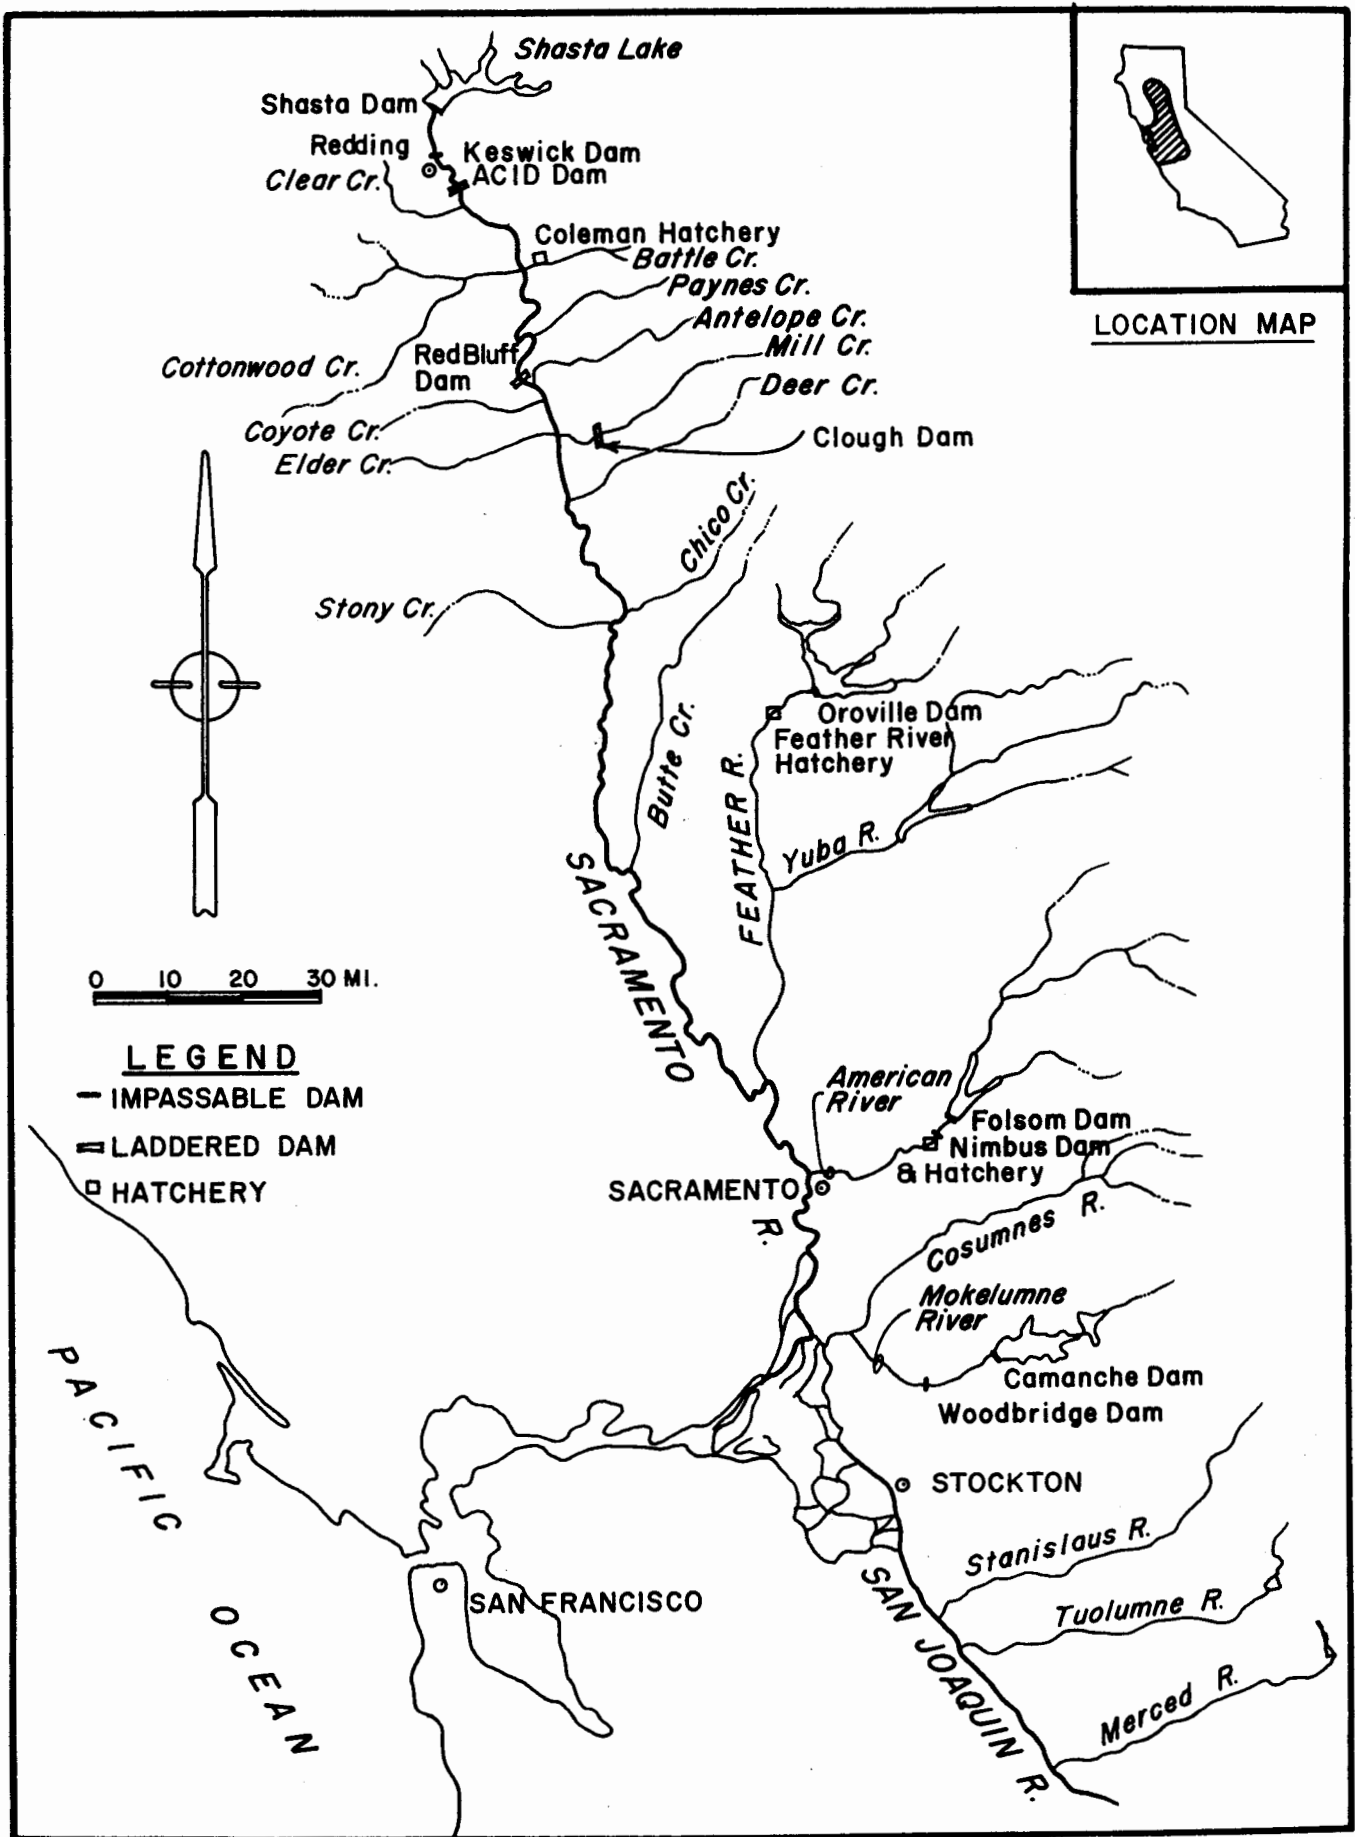 Shasta Lake
Shasta Dam
Redding
Keswick Dam
Clear Cr.
ACID Dam
Coleman Hatchery
Battle Cr.
Paynes Cr.
Antelope Cr.
LOCATION MAP
Mill Cr.
Red Bluff
Dam
Cottonwood Cr.
Deer Cr.
Coyote Cr.
Clough Dam
Elder Cr.
Chico Cr.
Stony Cr.
Butte Cr.
Oroville Dam
Feather River
Hatchery
FEATHER R.
Yuba R.
SACRAMENTO R.
0 10 20 30 MI.
LEGEND
IMPASSABLE DAM
LADDERED DAM
HATCHERY
American
River
Folsom Dam
Nimbus Dam
& Hatchery
SACRAMENTO
Cosumnes R.
Mokelumne
River
Camanche Dam
Woodbridge Dam
STOCKTON
PACIFIC OCEAN
Stanislaus R.
SAN FRANCISCO
Tuolumne R.
SAN JOAQUIN R.
Merced R.